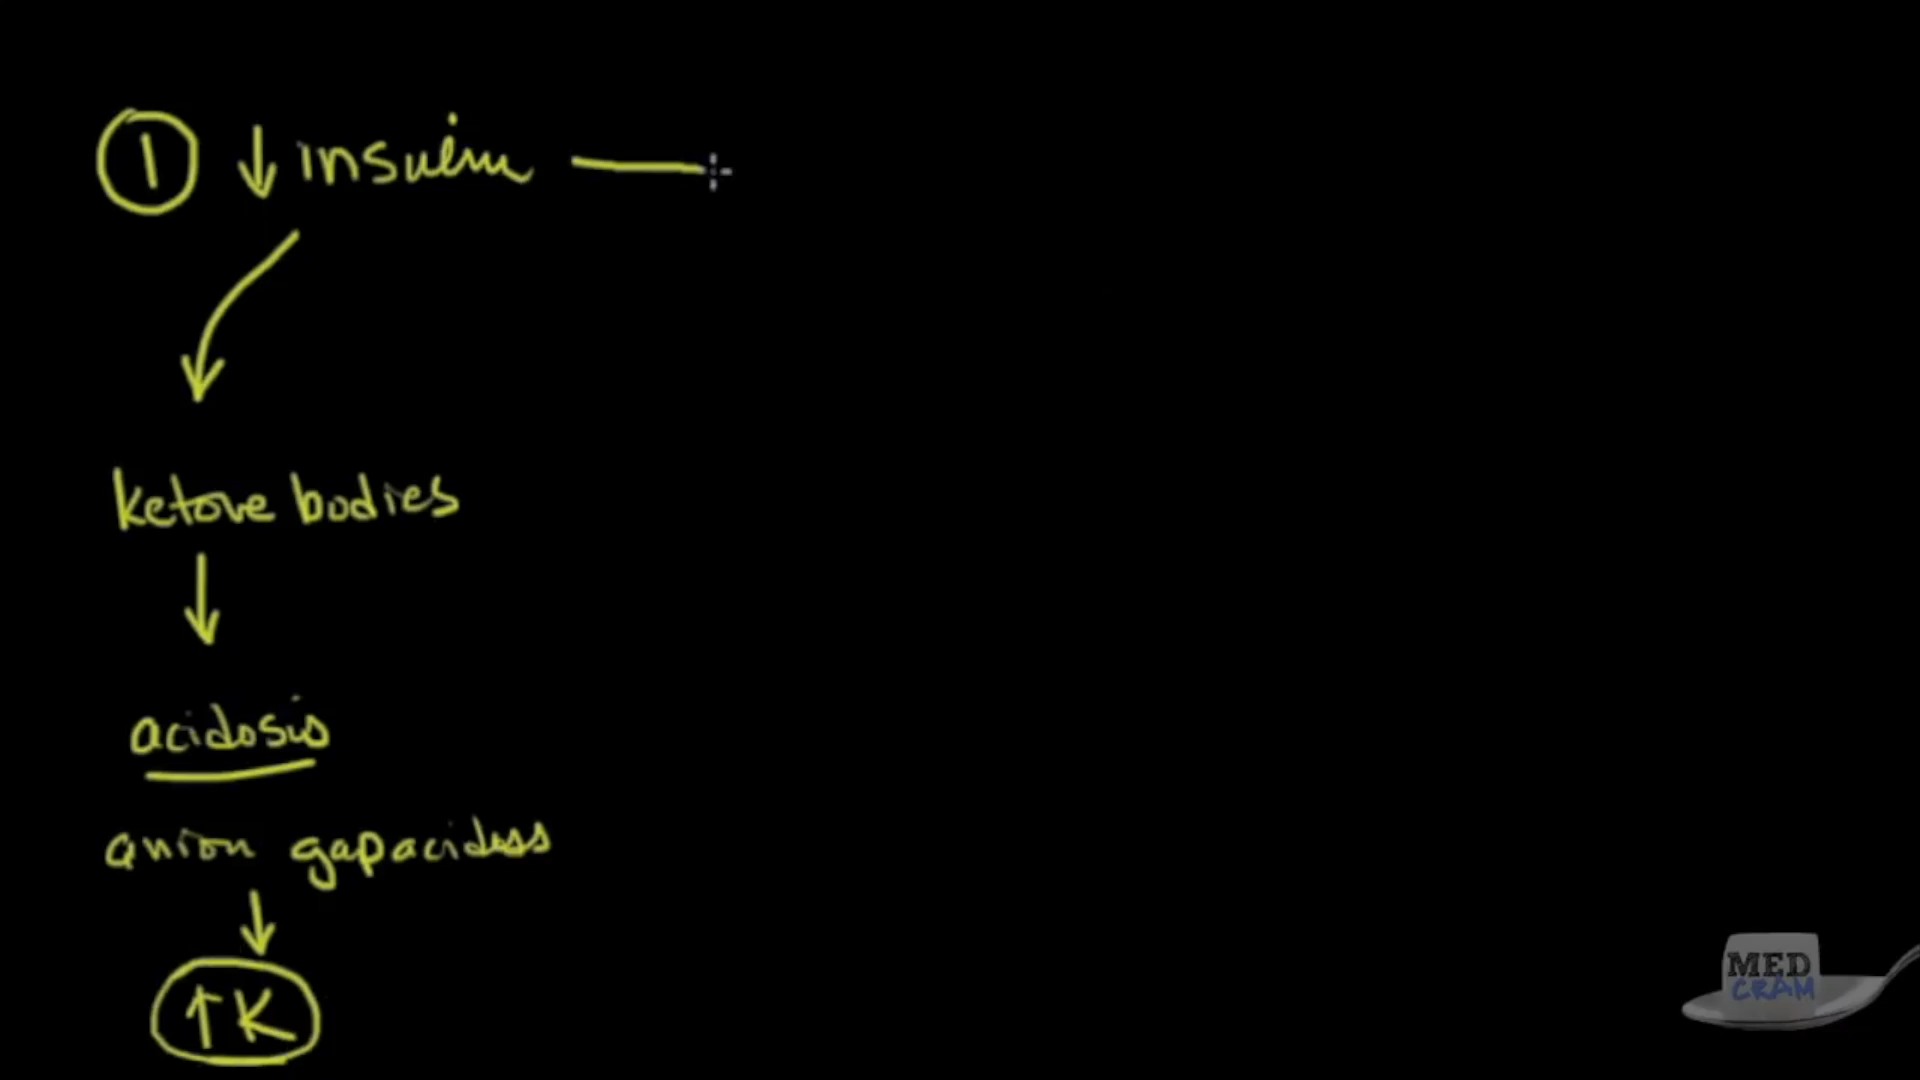 1 ↓ insulin
ketone bodies
acidosis
anion gap acidosis
↑K
MED
CRAM